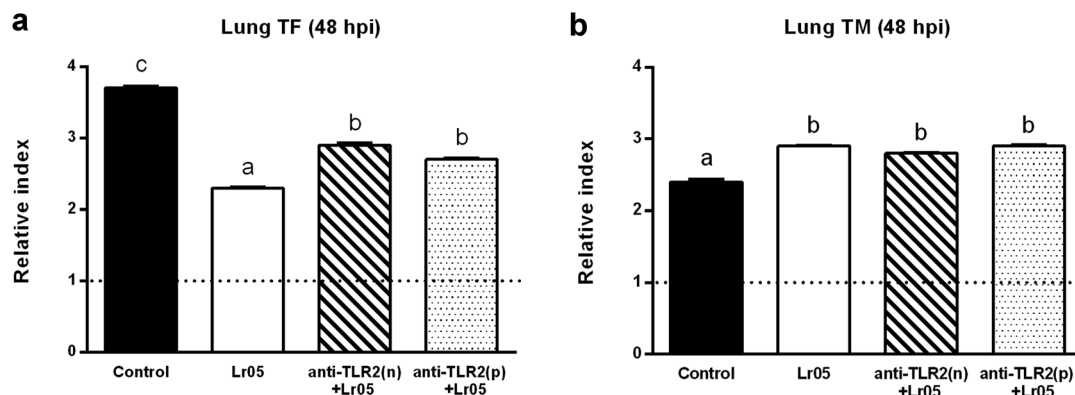 a
Lung TF (48 hpi)
Relative index
4
3
2
1
0
c
a
b
b
Control
Lr05
anti-TLR2(n)
+Lr05
anti-TLR2(p)
+Lr05
b
Lung TM (48 hpi)
Relative index
4
3
2
1
0
a
b
b
b
Control
Lr05
anti-TLR2(n)
+Lr05
anti-TLR2(p)
+Lr05